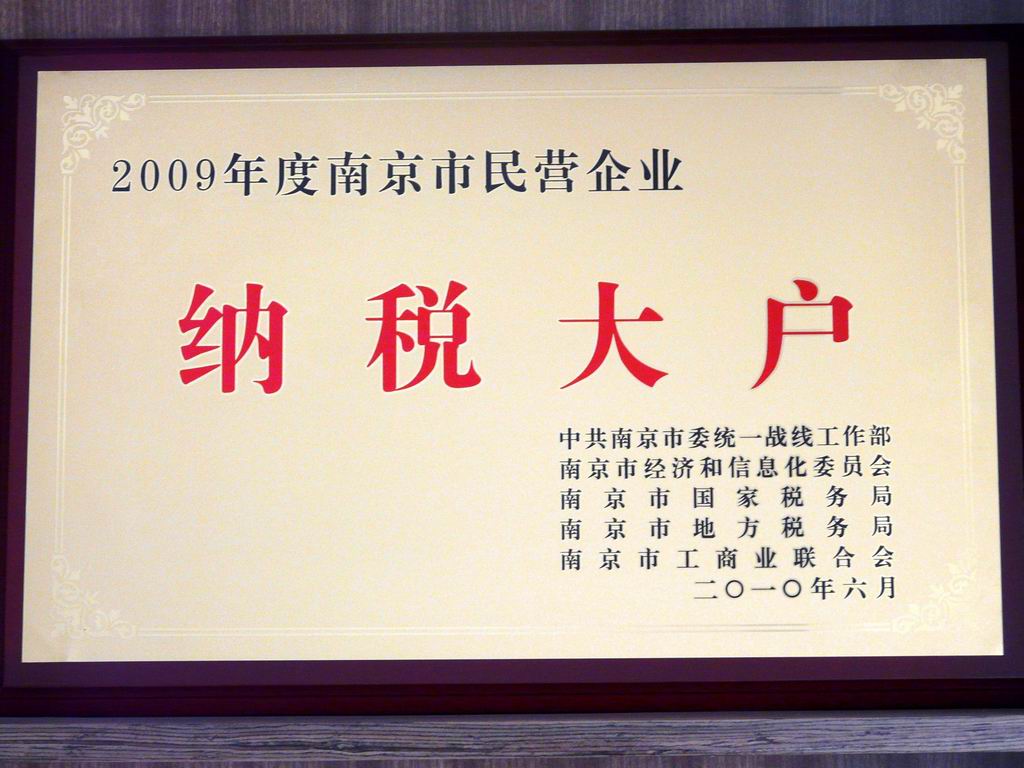 2009年度南京市民营企业
纳税大户
中共南京市委统一战线工作部
南京市经济和信息化委员会
南京市国家税务局
南京市地方税务局
南京市工商业联合会
二〇一〇年六月